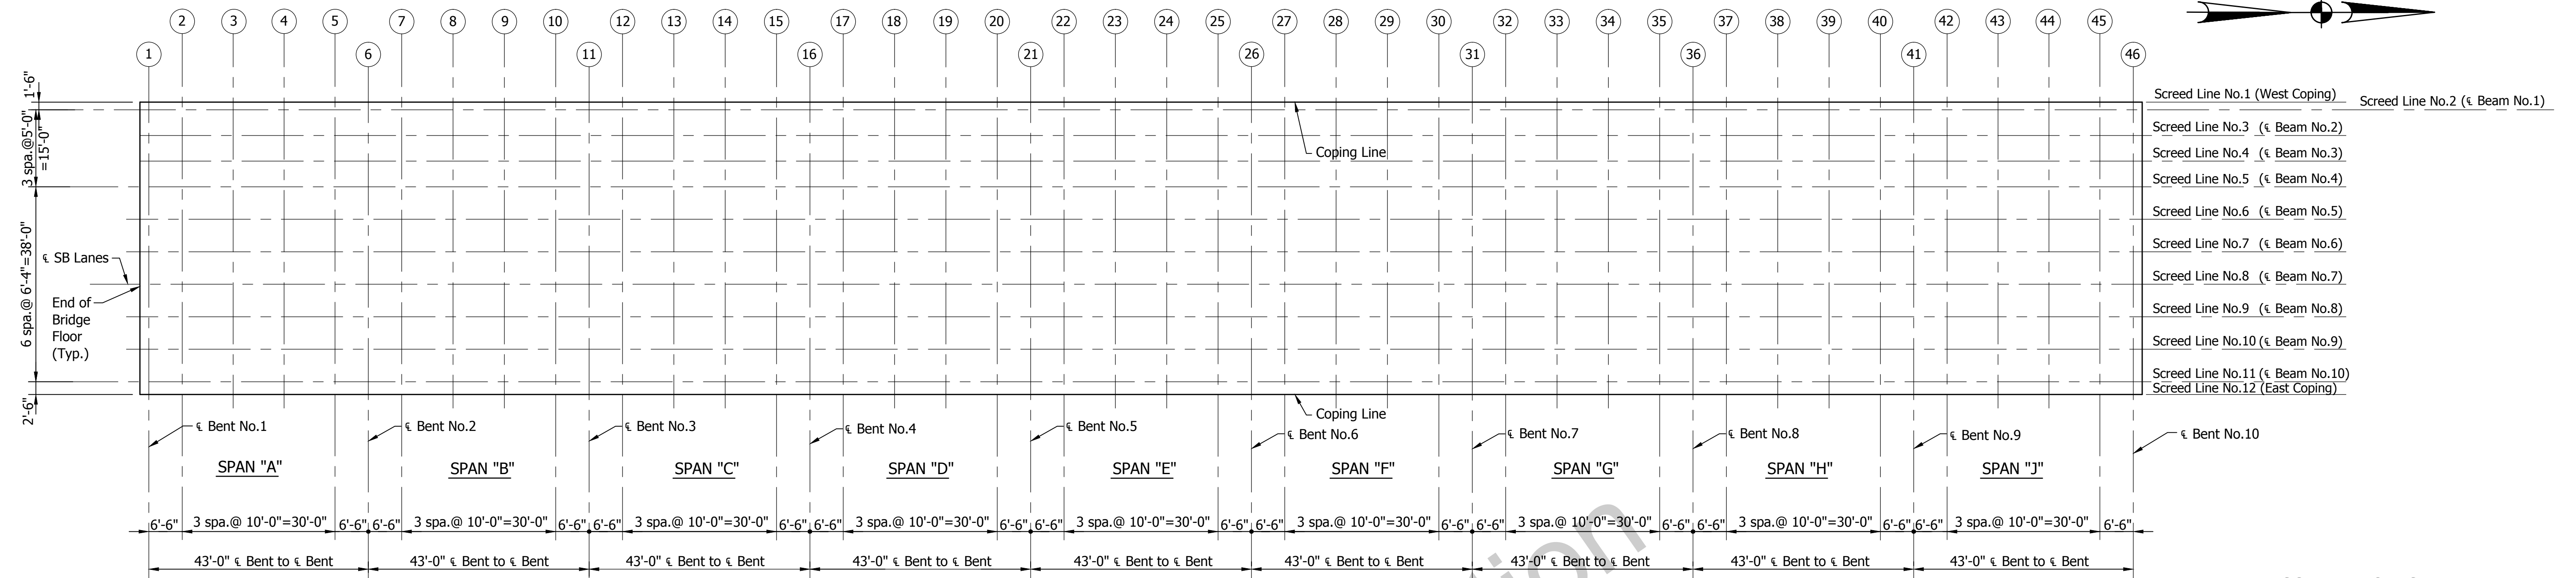 2 3 4 5 7 8 9 10 12 13 14 15 17 18 19 20 22 23 24 25 27 28 29 30 32 33 34 35 37 38 39 40 42 43 44 45
1 6 11 16 21 26 31 36 41 46
1'-6"
3 spa.@5'-0"
=15'-0"
6 spa.@ 6'-4"=38'-0"
2'-6"
℄ SB Lanes
End of
Bridge
Floor
(Typ.)
Coping Line
Screed Line No.1 (West Coping)
Screed Line No.2 (℄ Beam No.1)
Screed Line No.3 (℄ Beam No.2)
Screed Line No.4 (℄ Beam No.3)
Screed Line No.5 (℄ Beam No.4)
Screed Line No.6 (℄ Beam No.5)
Screed Line No.7 (℄ Beam No.6)
Screed Line No.8 (℄ Beam No.7)
Screed Line No.9 (℄ Beam No.8)
Screed Line No.10 (℄ Beam No.9)
Screed Line No.11 (℄ Beam No.10)
Screed Line No.12 (East Coping)
Coping Line
℄ Bent No.1 ℄ Bent No.2 ℄ Bent No.3 ℄ Bent No.4 ℄ Bent No.5 ℄ Bent No.6 ℄ Bent No.7 ℄ Bent No.8 ℄ Bent No.9 ℄ Bent No.10
SPAN "A" SPAN "B" SPAN "C" SPAN "D" SPAN "E" SPAN "F" SPAN "G" SPAN "H" SPAN "J"
6'-6" 3 spa.@ 10'-0"=30'-0" 6'-6" 6'-6" 3 spa.@ 10'-0"=30'-0" 6'-6" 6'-6" 3 spa.@ 10'-0"=30'-0" 6'-6" 6'-6" 3 spa.@ 10'-0"=30'-0" 6'-6" 6'-6" 3 spa.@ 10'-0"=30'-0" 6'-6" 6'-6" 3 spa.@ 10'-0"=30'-0" 6'-6" 6'-6" 3 spa.@ 10'-0"=30'-0" 6'-6" 6'-6" 3 spa.@ 10'-0"=30'-0" 6'-6" 6'-6" 3 spa.@ 10'-0"=30'-0" 6'-6"
43'-0" ℄ Bent to ℄ Bent 43'-0" ℄ Bent to ℄ Bent 43'-0" ℄ Bent to ℄ Bent 43'-0" ℄ Bent to ℄ Bent 43'-0" ℄ Bent to ℄ Bent 43'-0" ℄ Bent to ℄ Bent 43'-0" ℄ Bent to ℄ Bent 43'-0" ℄ Bent to ℄ Bent 43'-0" ℄ Bent to ℄ Bent